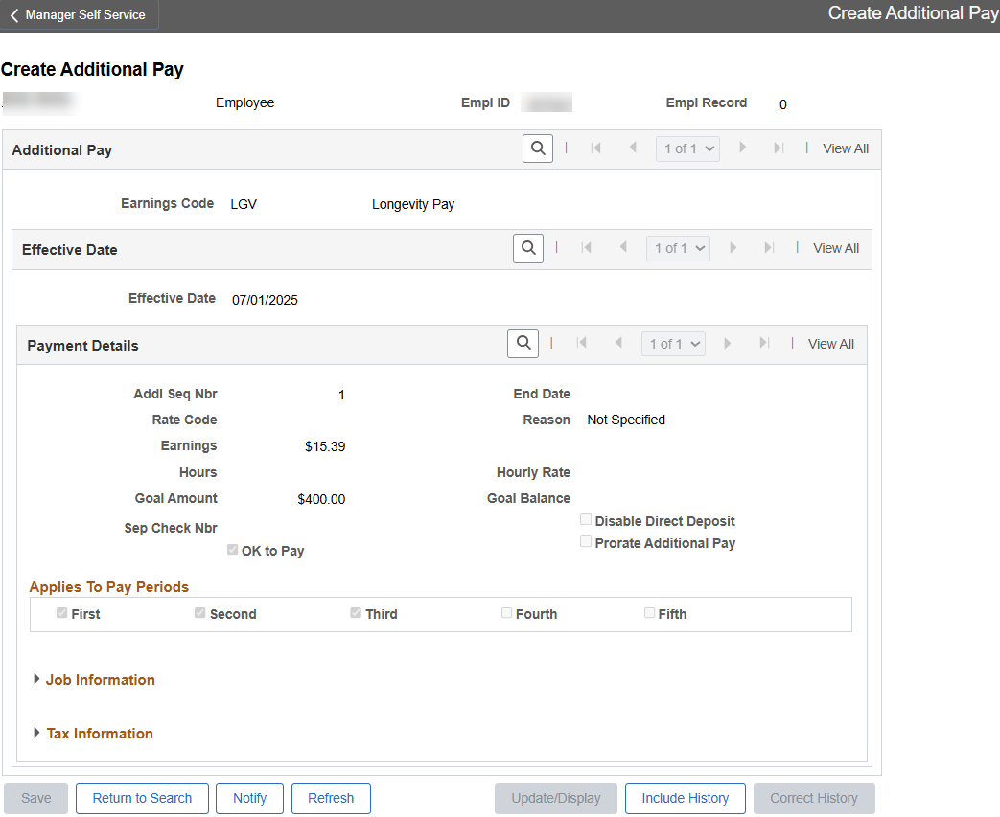 Manager Self Service Create Additional Pay
Create Additional Pay
Employee Empl ID Empl Record 0
Additional Pay 1 of 1 View All
Earnings Code LGV Longevity Pay
Effective Date 1 of 1 View All
Effective Date 07/01/2025
Payment Details 1 of 1 View All
Addl Seq Nbr 1 End Date
Rate Code Reason Not Specified
Earnings $15.39
Hours Hourly Rate
Goal Amount $400.00 Goal Balance
Disable Direct Deposit
Sep Check Nbr
Prorate Additional Pay
OK to Pay
Applies To Pay Periods
First Second Third Fourth Fifth
Job Information
Tax Information
Save Return to Search Notify Refresh Update/Display Include History Correct History